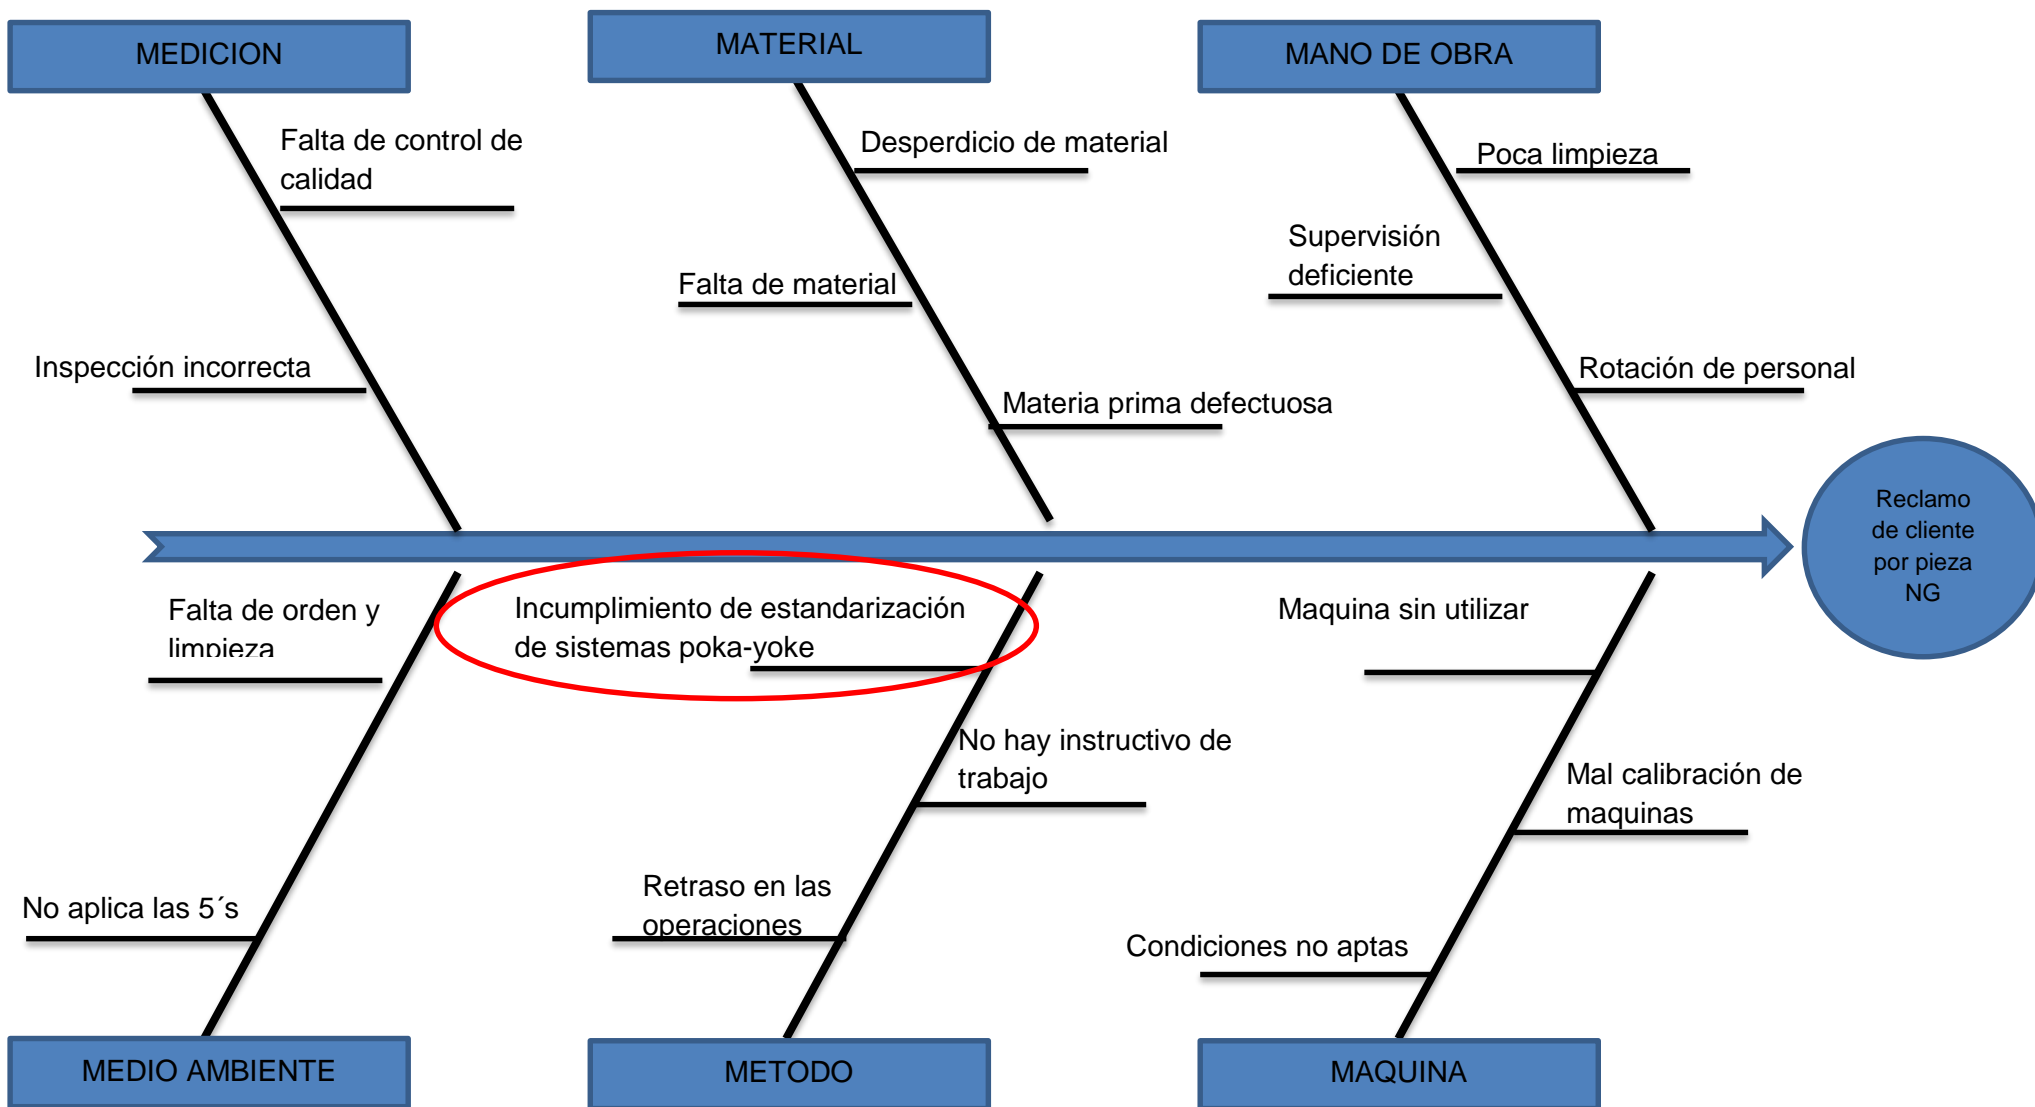 MEDICION
MATERIAL
MANO DE OBRA
Falta de control de
calidad
Desperdicio de material
Poca limpieza
Supervisión
deficiente
Falta de material
Inspección incorrecta
Rotación de personal
Materia prima defectuosa
Reclamo
de cliente
por pieza
NG
Falta de orden y
limpieza
Incumplimiento de estandarización
de sistemas poka-yoke
Maquina sin utilizar
No hay instructivo de
trabajo
Mal calibración de
maquinas
Retraso en las
operaciones
No aplica las 5´s
Condiciones no aptas
MEDIO AMBIENTE
METODO
MAQUINA